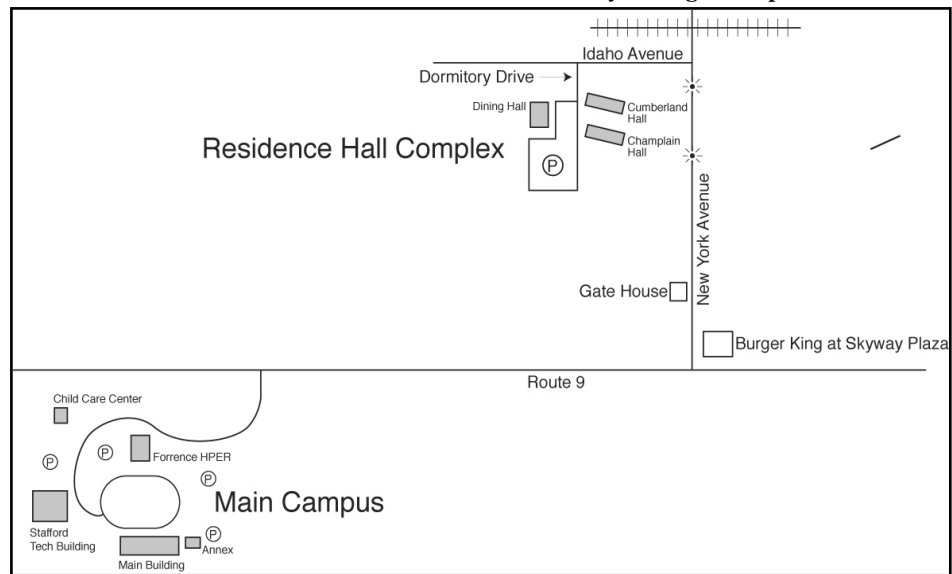 Idaho Avenue
Dormitory Drive
Dining Hall
Cumberland
Hall
Champlain
Hall
Residence Hall Complex
P
New York Avenue
Gate House
Burger King at Skyway Plaza
Route 9
Child Care Center
P
P
Forrence HPER
P
Main Campus
Stafford
Tech Building
P
Annex
Main Building